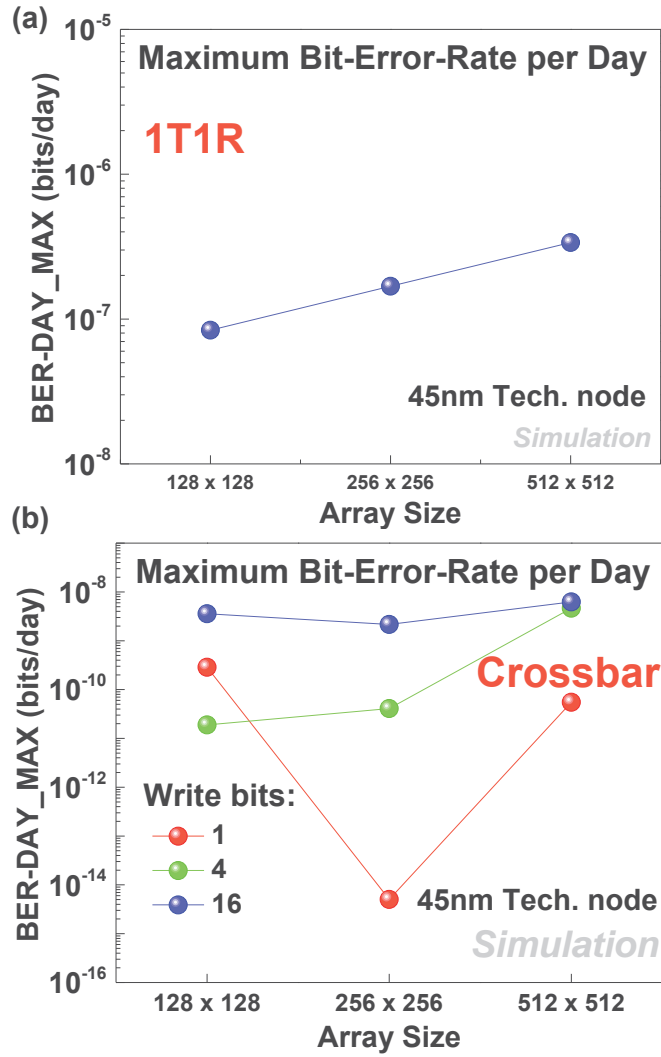 (a)
Maximum Bit-Error-Rate per Day
1T1R
BER-DAY_MAX (bits/day)
10-5
10-6
10-7
10-8
45nm Tech. node
Simulation
128 x 128 256 x 256 512 x 512
Array Size
(b)
Maximum Bit-Error-Rate per Day
Crossbar
BER-DAY_MAX (bits/day)
10-8
10-10
10-12
10-14
10-16
Write bits:
1
4
16
45nm Tech. node
Simulation
128 x 128 256 x 256 512 x 512
Array Size